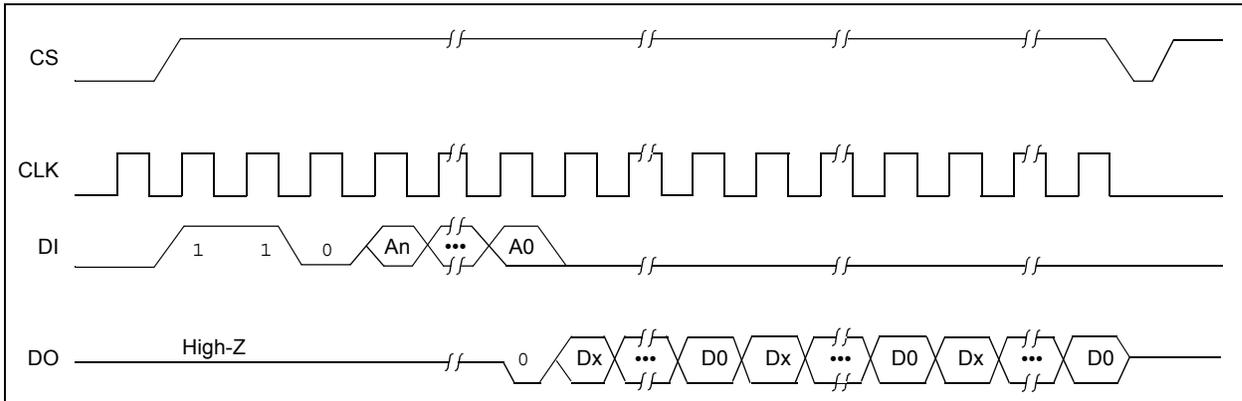 CS
CLK
DI 1 1 0 An ••• A0
High-Z
DO 0 Dx ••• D0 Dx ••• D0 Dx ••• D0